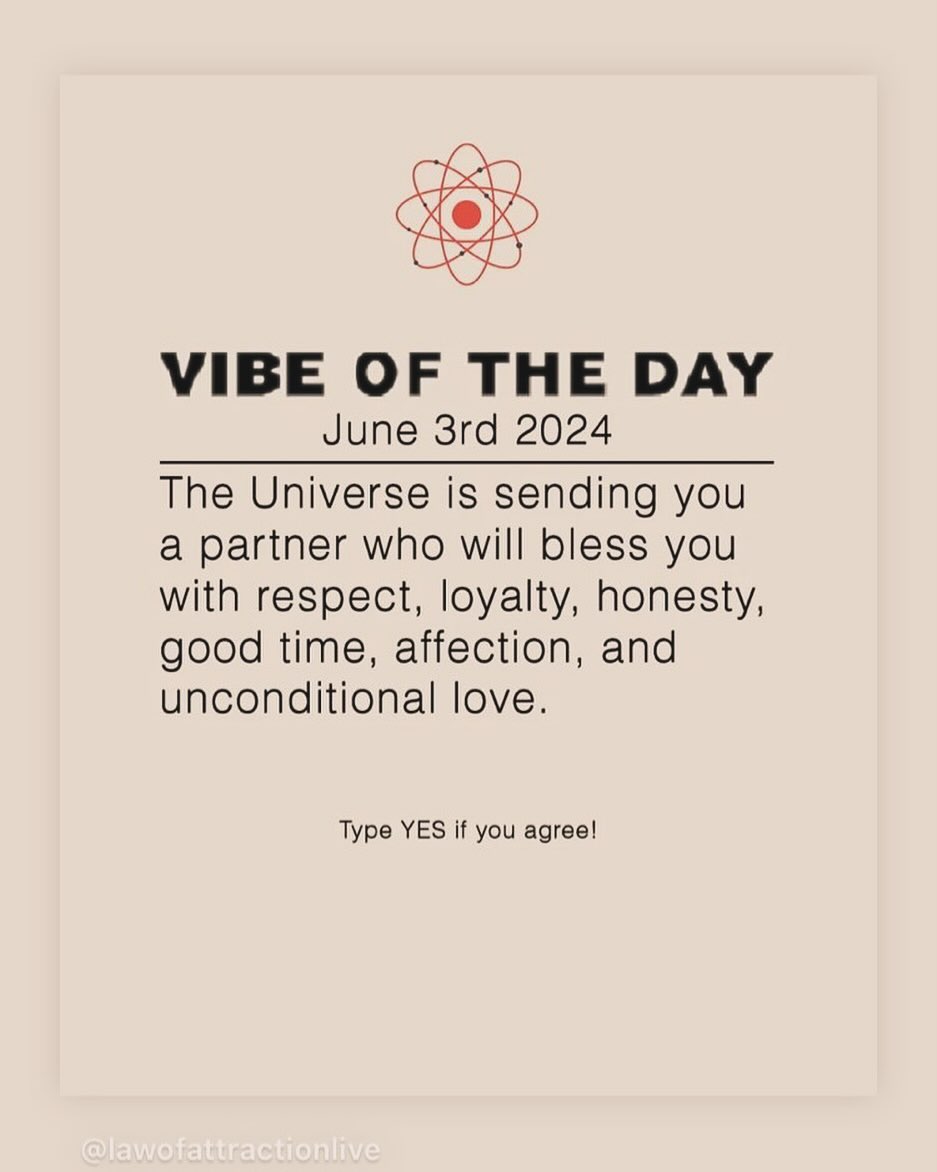 VIBE OF THE DAY
June 3rd 2024
The Universe is sending you
a partner who will bless you
with respect, loyalty, honesty,
good time, affection, and
unconditional love.
Type YES if you agree!
@lawofattractionlive